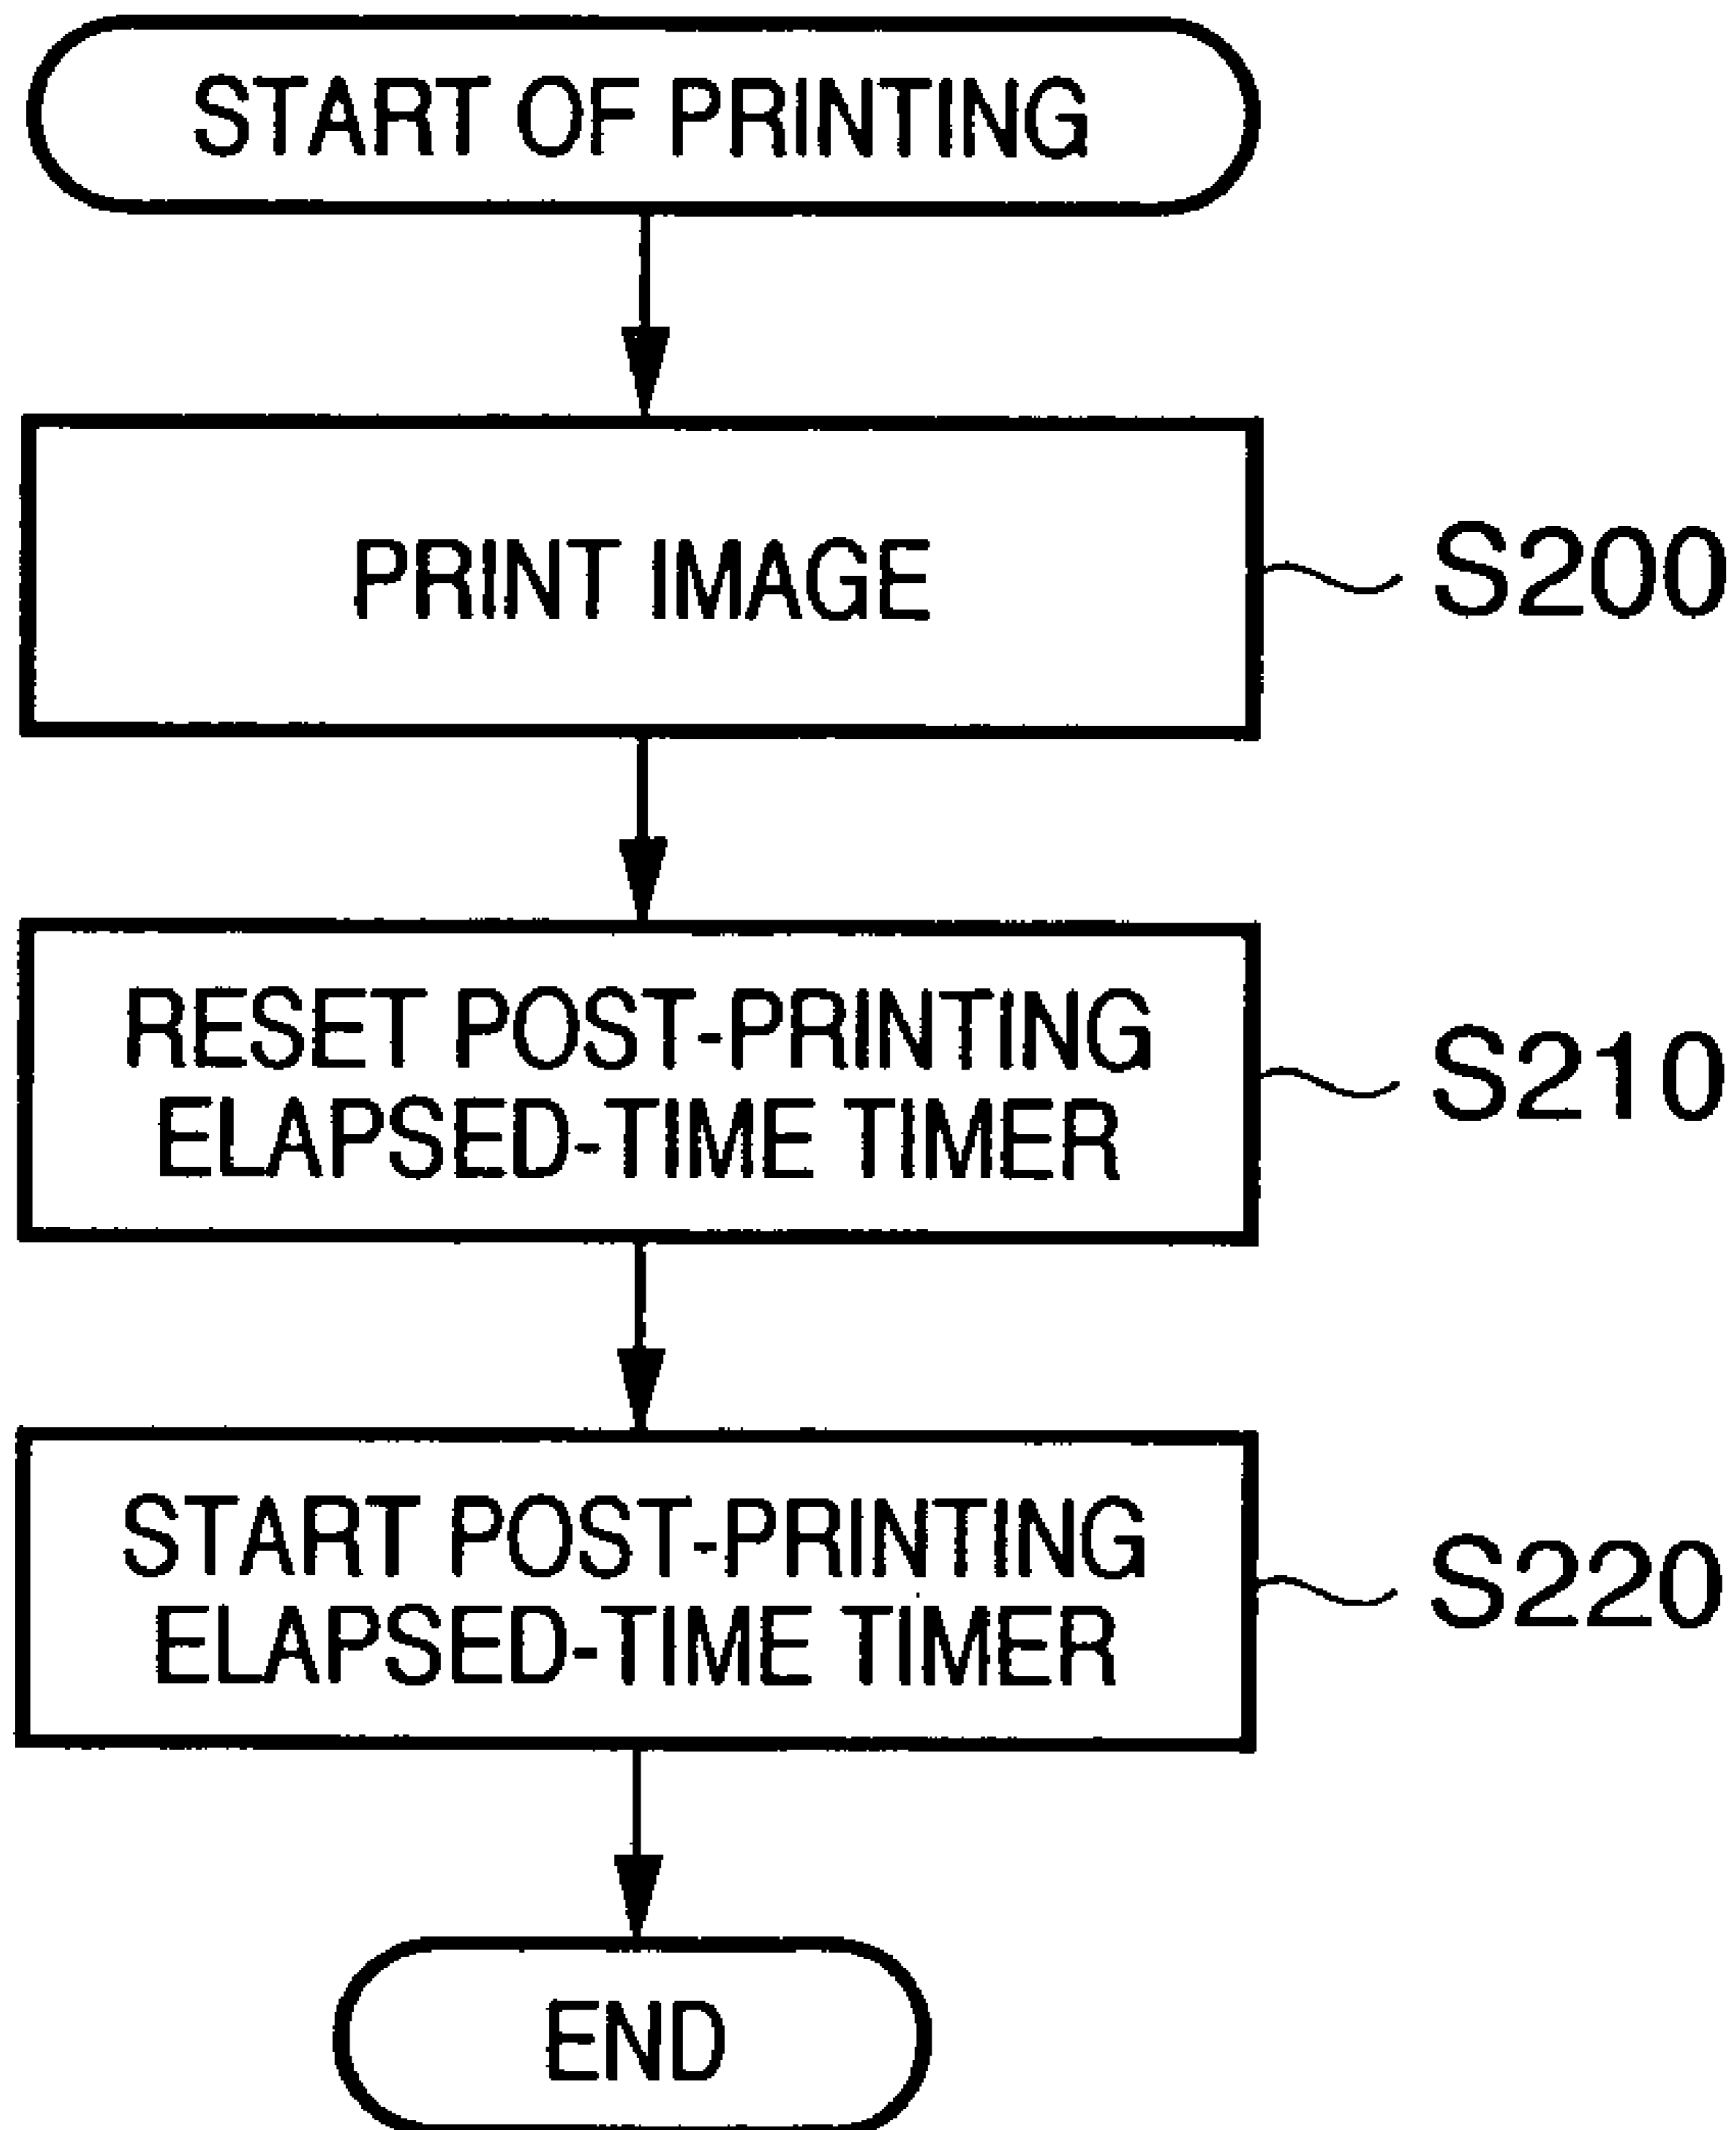 START OF PRINTING
PRINT IMAGE
S200
RESET POST-PRINTING
ELAPSED-TIME TIMER
S210
START POST-PRINTING
ELAPSED-TIME TIMER
S220
END